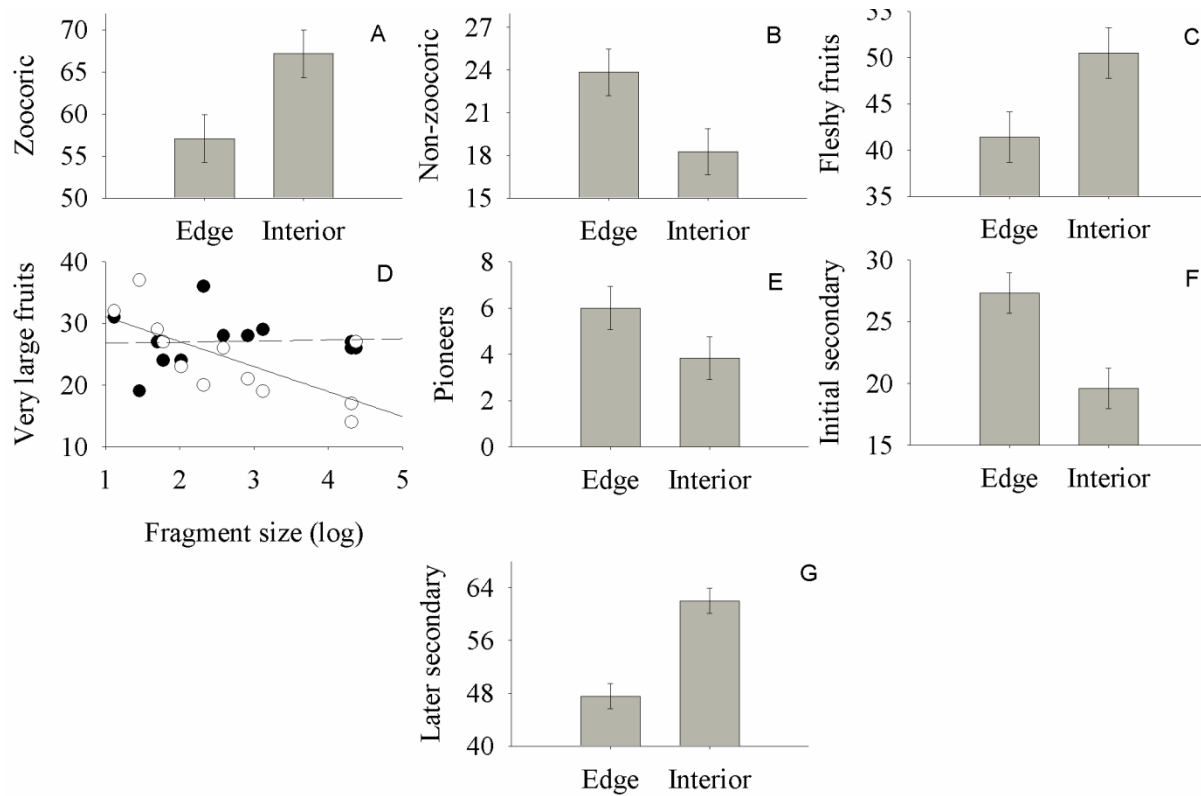 Zoocoric
70
65
60
55
50
A
Edge Interior
Non-zoocoric
27
24
21
18
15
B
Edge Interior
Fleshy fruits
55
50
45
40
35
C
Edge Interior
Very large fruits
40
30
20
10
D
1 2 3 4 5
Fragment size (log)
Pioneers
8
6
4
2
0
E
Edge Interior
Initial secondary
30
25
20
15
F
Edge Interior
Later secondary
64
56
48
40
G
Edge Interior